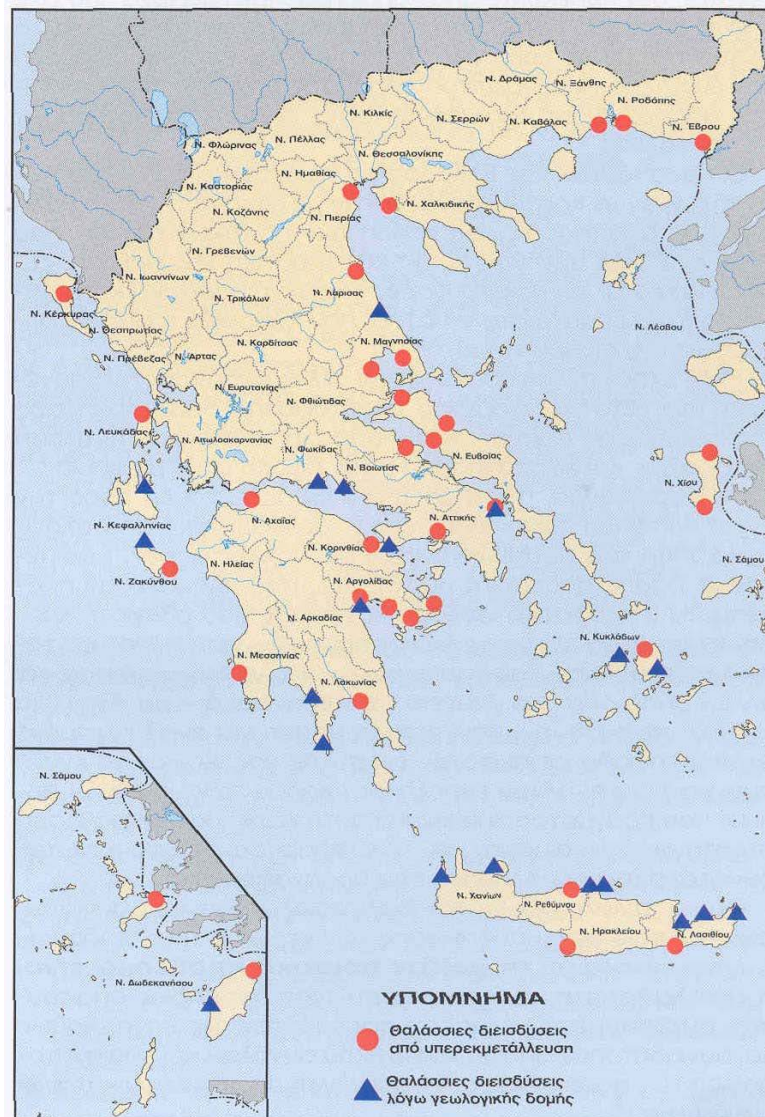 Ν. Δράμας
Ν. Ξάνθης
Ν. Ροδόπης
Ν. Έβρου
Ν. Κιλκίς
Ν. Σερρών
Ν. Καβάλας
Ν. Πέλλας
Ν. Φλώρινας
Ν. Θεσσαλονίκης
Ν. Ημαθίας
Ν. Καστοριάς
Ν. Χαλκιδικής
Ν. Κοζάνης
Ν. Πιερίας
Ν. Γρεβενών
Ν. Ιωαννίνων
Ν. Λάρισας
Ν. Τρικάλων
Ν. Κέρκυρας
Ν. Θεσπρωτίας
Ν. Λέσβου
Ν. Καρδίτσας
Ν. Μαγνησίας
Ν. Πρέβεζας
Ν. Άρτας
Ν. Ευρυτανίας
Ν. Φθιώτιδας
Ν. Λευκάδας
Ν. Αιτωλοακαρνανίας
Ν. Φωκίδας
Ν. Βοιωτίας
Ν. Ευβοίας
Ν. Χίου
Ν. Κεφαλληνίας
Ν. Αχαΐας
Ν. Αττικής
Ν. Κορινθίας
Ν. Ηλείας
Ν. Σάμου
Ν. Ζακύνθου
Ν. Αργολίδας
Ν. Αρκαδίας
Ν. Κυκλάδων
Ν. Μεσσηνίας
Ν. Λακωνίας
Ν. Σάμου
Ν. Χανίων
Ν. Ρεθύμνου
Ν. Ηρακλείου
Ν. Λασιθίου
Ν. Δωδεκανήσου
ΥΠΟΜΝΗΜΑ
Θαλάσσιες διεισδύσεις
από υπερεκμετάλλευση
Θαλάσσιες διεισδύσεις
λόγω γεωλογικής δομής